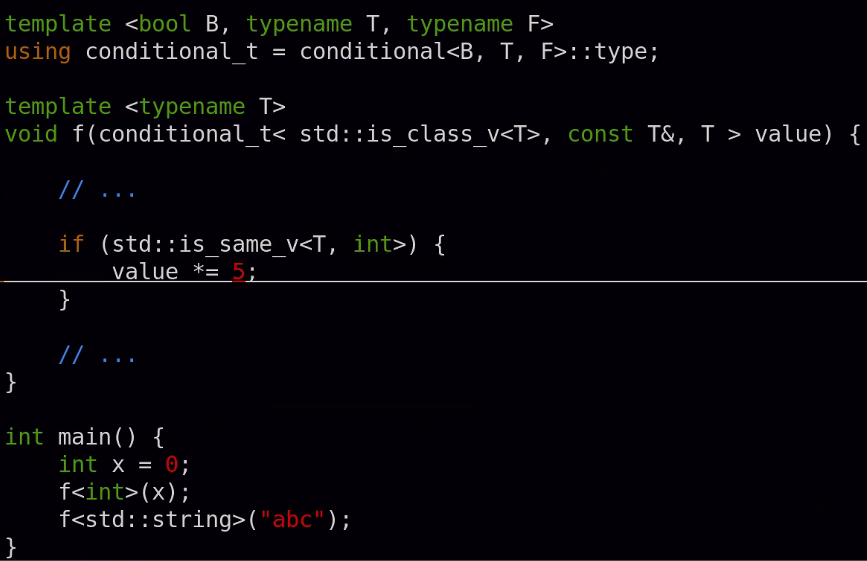 template <bool B, typename T, typename F>
using conditional_t = conditional<B, T, F>::type;
template <typename T>
void f(conditional_t< std::is_class_v<T>, const T&, T > value) {
// ...
if (std::is_same_v<T, int>) {
value *= 5;
}
// ...
}
int main() {
int x = 0;
f<int>(x);
f<std::string>("abc");
}